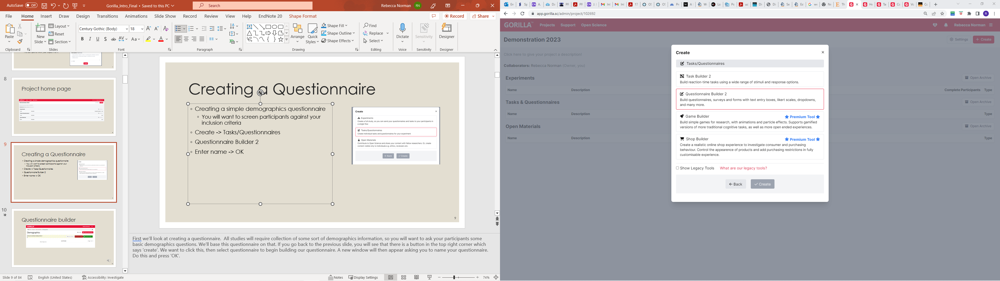 AutoSave Off
Gorilla_Intro_Final • Saved to this PC
Search
Rebecca Norman RN
File Home Insert Draw Design Transitions Animations Slide Show Record Review View Help EndNote 20 Shape Format
Record Share
Paste
Clipboard
New
Slide
Layout
Reset
Section
Slides
Century Gothic (Body) 18
B I U S ab AV Aa A
Font
Paragraph
Arrange
Quick
Styles
Shape Fill
Shape Outline
Shape Effects
Drawing
Find
Replace
Select
Editing
Dictate
Voice
Sensitivity
Sensitivity
Designer
Designer
8
Project home page
9
Creating a Questionnaire
Creating a simple demographics questionnaire
You will want to screen participants against your
inclusion criteria
Create -> Tasks/Questionnaires
Questionnaire Builder 2
Enter name -> OK
10
Questionnaire builder
GORILLA
Demographics
Creating a Questionnaire
Creating a simple demographics questionnaire
You will want to screen participants against your
inclusion criteria
Create -> Tasks/Questionnaires
Questionnaire Builder 2
Enter name -> OK
Create
Experiments
Create a full study, so you can send your questionnaires and tasks to your participants in
a single flow
Tasks/Questionnaires
Create individual tasks and questionnaires for your experiment
Open Materials
Contribute to Open Science and share your content with fellow researchers. Or, create
content visible only to individuals e.g. ethics, reviewers etc.
Back Create
9
First we'll look at creating a questionnaire. All studies will require collection of some sort of demographics information, so you will want to ask your participants some
basic demographics questions. We'll base this questionnaire on that. If you go back to the previous slide, you will see that there is a button in the top right corner which
says 'create'. We want to click this, then select questionnaire to begin building our questionnaire. A new window will then appear asking you to name your questionnaire.
Do this and press 'OK'.
Slide 9 of 84 English (United States) Accessibility: Investigate Notes Display Settings 74%
app.gorilla.sc/admin/project/102692
GORILLA Projects Support Open Science Rebecca Norman
Demonstration 2023 Settings + Create
Click here to give your project a description!
Collaborators: Rebecca Norman (Owner, you)
Experiments Open Archive
Name Description Complete Participants Type
Tasks & Questionnaires Open Archive
Name Description Type
Open Materials Open Archive
Name Description Type
Create
Tasks/Questionnaires
Task Builder 2
Build reaction-time tasks using a wide range of stimuli and response options.
Questionnaire Builder 2
Build questionnaires, surveys and forms with text entry boxes, likert scales, dropdowns,
and many more.
Game Builder Premium Tool
Build simple games for research, with animations and particle effects. Supports gamified
versions of more traditional cognitive tasks, as well as more open ended experiences.
Shop Builder Premium Tool
Create a realistic online shop experience to investigate consumer and purchasing
behaviour. Control the appearence of products and add purchasing restrictions in fully
customisable experience.
Show Legacy Tools What are our legacy tools?
Back Create